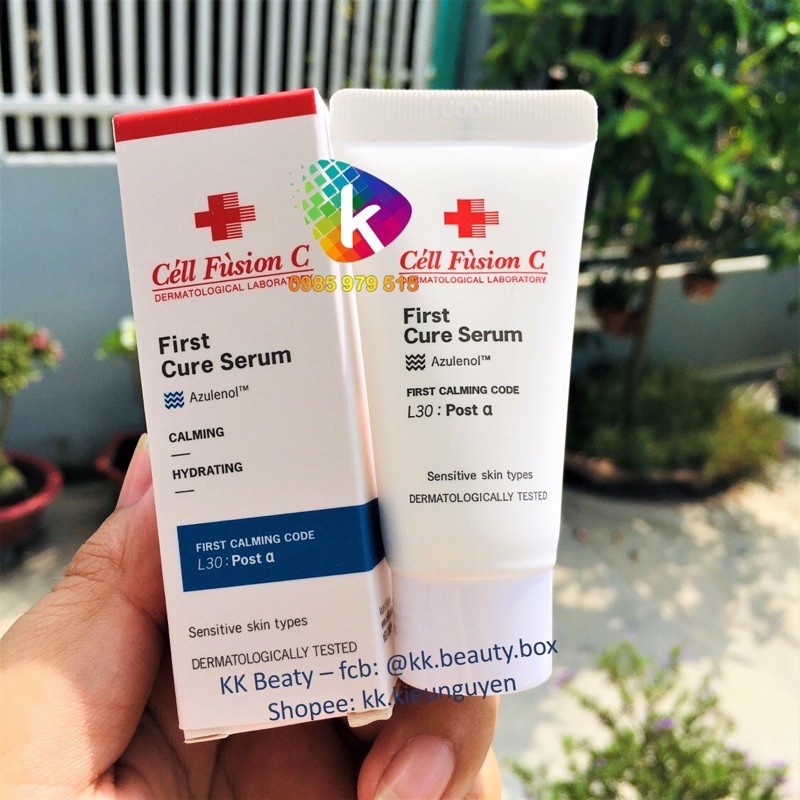 Céll Fùsion C
DERMATOLOGICAL LABORATORY
First
Cure Serum
Azulenol™
CALMING
HYDRATING
FIRST CALMING CODE
L30 : Post α
Sensitive skin types
DERMATOLOGICALLY TESTED
k
0985 979 515
Céll Fùsion C
DERMATOLOGICAL LABORATORY
First
Cure Serum
Azulenol™
FIRST CALMING CODE
L30 : Post α
Sensitive skin types
DERMATOLOGICALLY TESTED
KK Beaty – fcb: @kk.beauty.box
Shopee: kk.kieunguyen